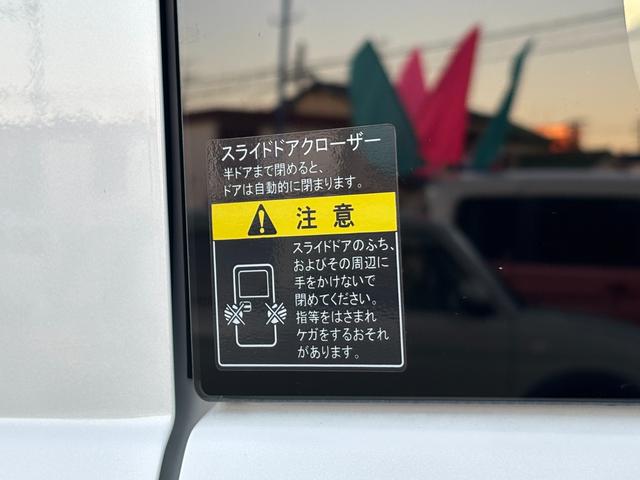 スライドドアクローザー
半ドアまで閉めると、
ドアは自動的に閉まります。
注意
スライドドアのふち、
およびその周辺に
手をかけないで
閉めてください。
指等をはさまれ
ケガをするおそれ
があります。